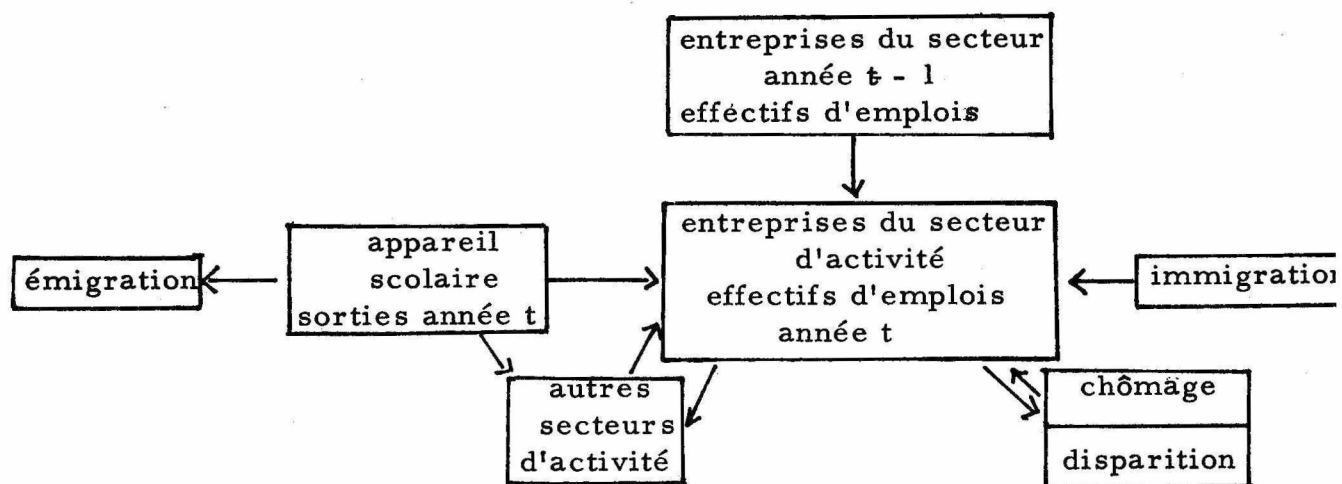 entreprises du secteur
année t - 1
effectifs d'emplois
entreprises du secteur
d'activité
effectifs d'emplois
année t
appareil
scolaire
sorties année t
émigration
immigration
autres
secteurs
d'activité
chômage
disparition